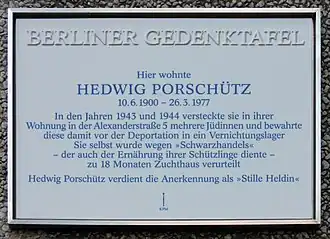 BERLINER GEDENKTAFEL
Hier wohnte
HEDWIG PORSCHÜTZ
10.6.1900 – 26.3.1977
In den Jahren 1943 und 1944 versteckte sie in ihrer
Wohnung in der Alexanderstraße 5 mehrere Jüdinnen und bewahrte
diese damit vor der Deportation in ein Vernichtungslager
Sie selbst wurde wegen »Schwarzhandels«
– der auch der Ernährung ihrer Schützlinge diente –
zu 18 Monaten Zuchthaus verurteilt
Hedwig Porschütz verdient die Anerkennung als »Stille Heldin«